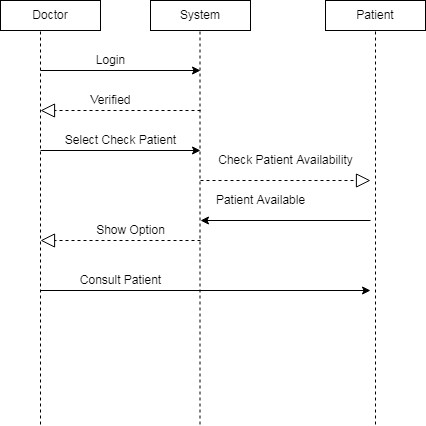 Doctor
System
Patient
Login
Verified
Select Check Patient
Check Patient Availability
Patient Available
Show Option
Consult Patient